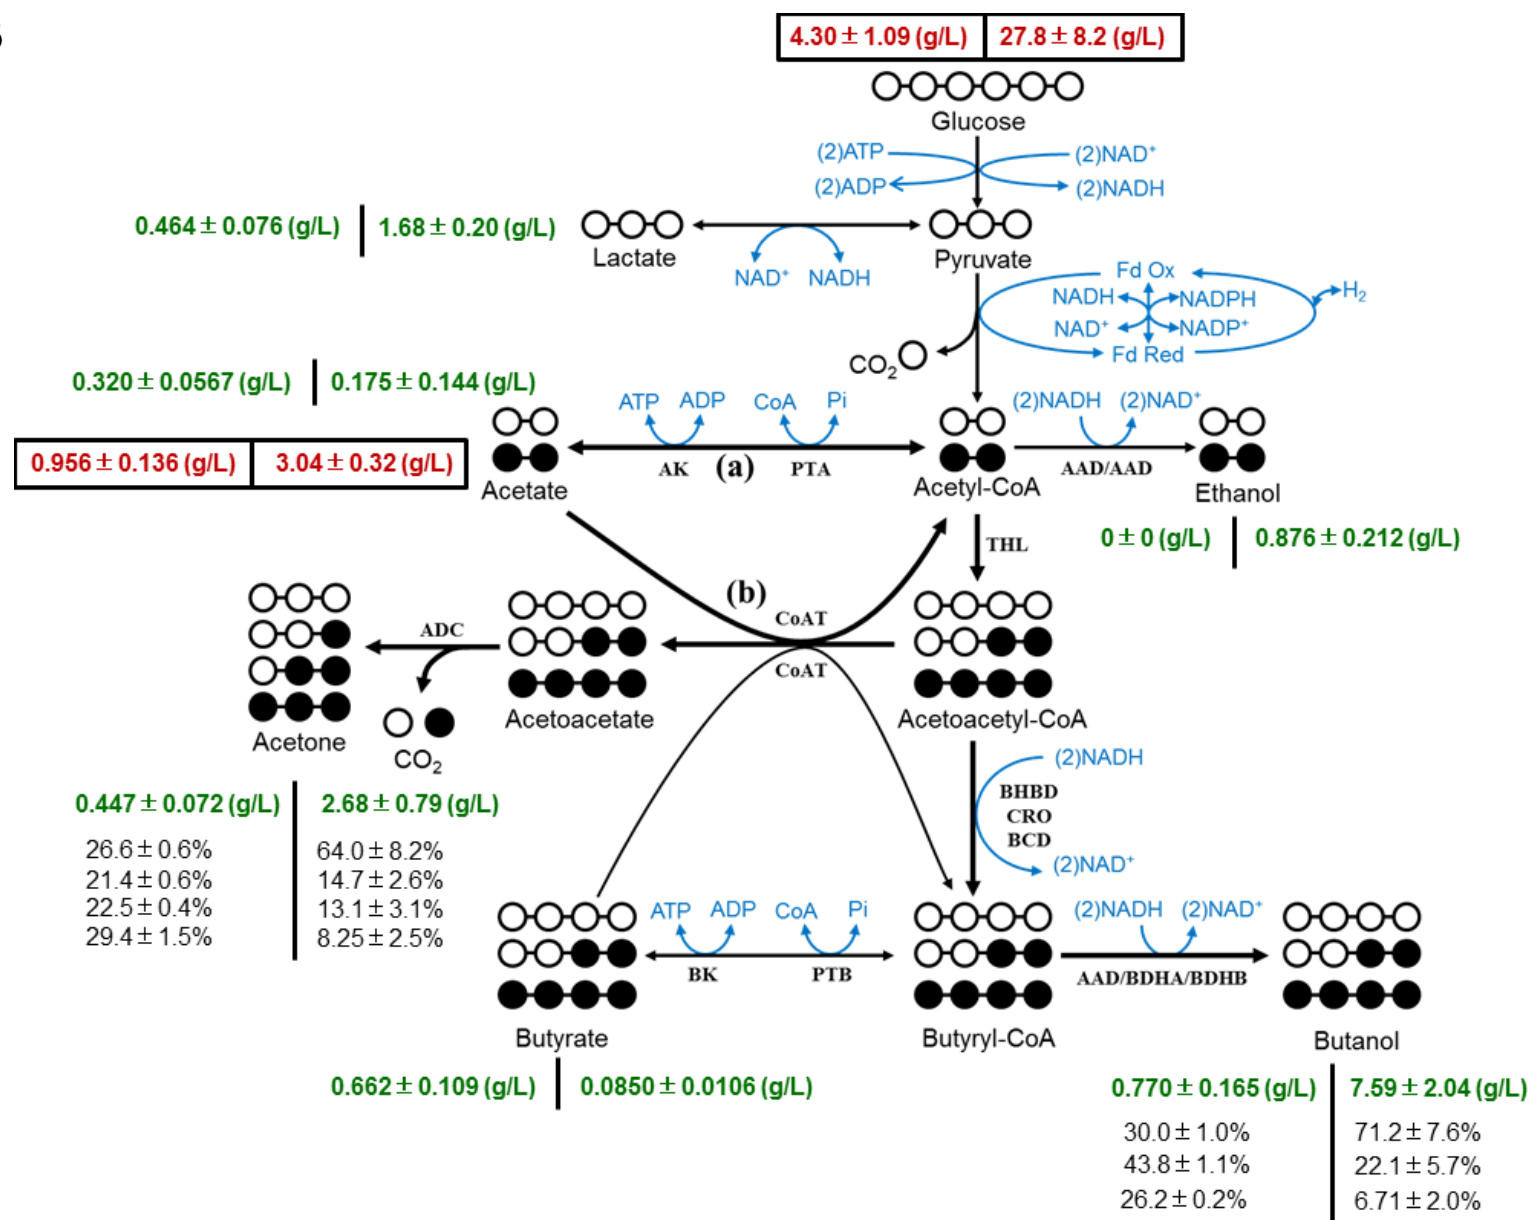 4.30 ± 1.09 (g/L) 27.8 ± 8.2 (g/L)
Glucose
(2)ATP (2)NAD⁺
(2)ADP (2)NADH
0.464 ± 0.076 (g/L) 1.68 ± 0.20 (g/L)
Lactate Pyruvate
NAD⁺ NADH
Fd Ox
NADH NADPH H₂
NAD⁺ NADP⁺
Fd Red
CO₂
0.320 ± 0.0567 (g/L) 0.175 ± 0.144 (g/L)
ATP ADP CoA Pi (2)NADH (2)NAD⁺
0.956 ± 0.136 (g/L) 3.04 ± 0.32 (g/L)
AK (a) PTA AAD/AAD
Acetate Acetyl-CoA Ethanol
0 ± 0 (g/L) 0.876 ± 0.212 (g/L)
THL
(b)
CoAT
ADC
CoAT
Acetoacetate Acetoacetyl-CoA
Acetone
CO₂
(2)NADH
BHBD
CRO
BCD
(2)NAD⁺
0.447 ± 0.072 (g/L) 2.68 ± 0.79 (g/L)
26.6 ± 0.6% 64.0 ± 8.2%
21.4 ± 0.6% 14.7 ± 2.6%
22.5 ± 0.4% 13.1 ± 3.1%
29.4 ± 1.5% 8.25 ± 2.5%
ATP ADP CoA Pi (2)NADH (2)NAD⁺
BK PTB AAD/BDHA/BDHB
Butyrate Butyryl-CoA Butanol
0.662 ± 0.109 (g/L) 0.0850 ± 0.0106 (g/L)
0.770 ± 0.165 (g/L) 7.59 ± 2.04 (g/L)
30.0 ± 1.0% 71.2 ± 7.6%
43.8 ± 1.1% 22.1 ± 5.7%
26.2 ± 0.2% 6.71 ± 2.0%